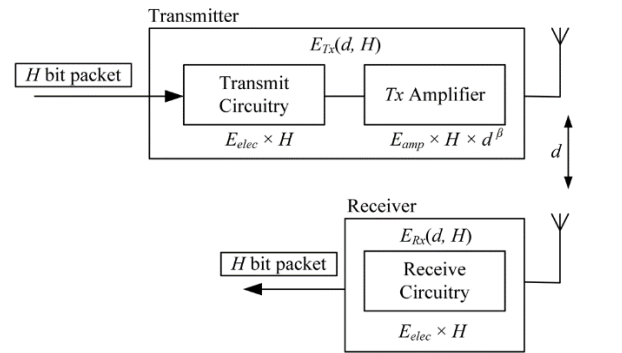 Transmitter
E_Tx(d, H)
H bit packet
Transmit
Circuitry
Tx Amplifier
E_elec × H
E_amp × H × d^β
d
Receiver
E_Rx(d, H)
H bit packet
Receive
Circuitry
E_elec × H